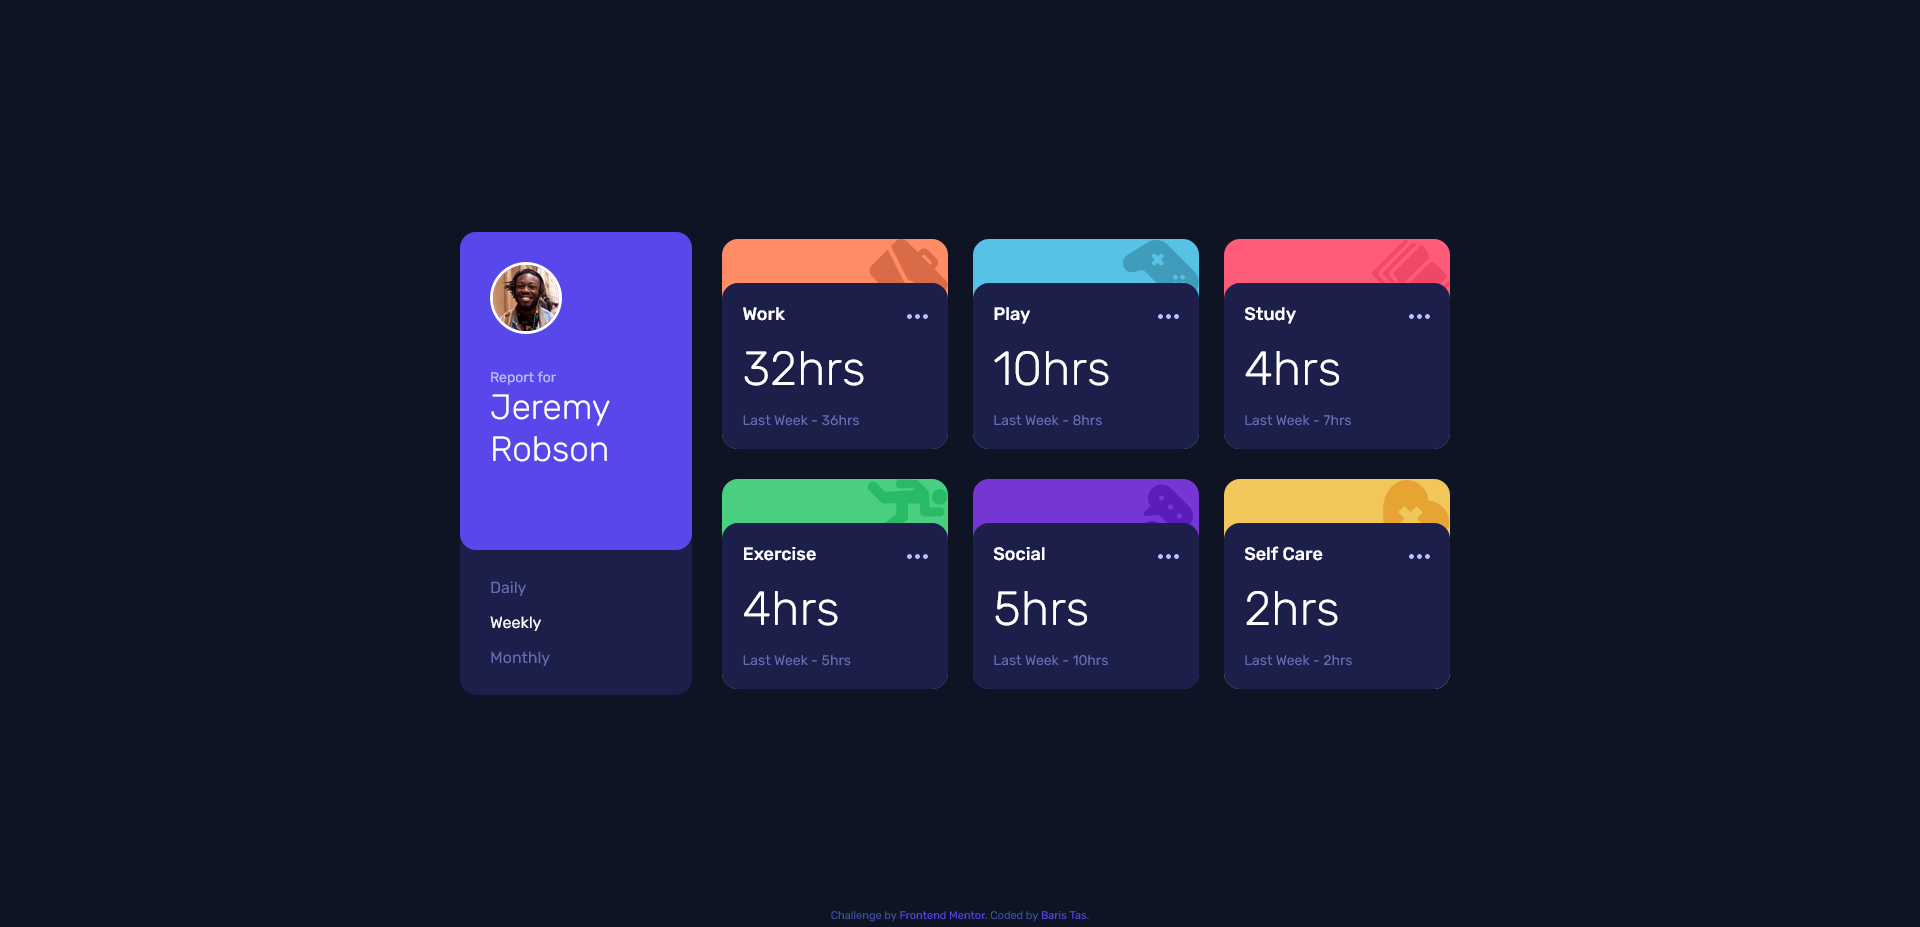 Report for
Jeremy
Robson
Daily
Weekly
Monthly
Work
32hrs
Last Week - 36hrs
Play
10hrs
Last Week - 8hrs
Study
4hrs
Last Week - 7hrs
Exercise
4hrs
Last Week - 5hrs
Social
5hrs
Last Week - 10hrs
Self Care
2hrs
Last Week - 2hrs
Challenge by Frontend Mentor. Coded by Baris Tas.